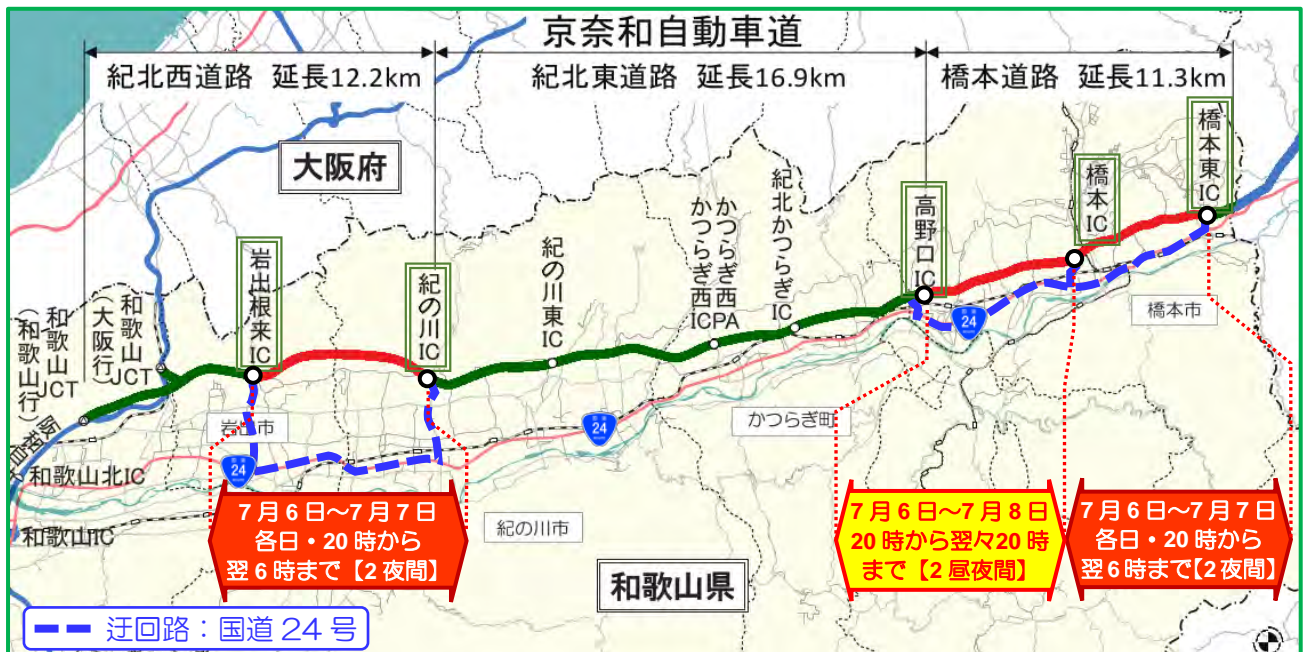 京奈和自動車道
紀北西道路 延長12.2km
紀北東道路 延長16.9km
橋本道路 延長11.3km
大阪府
橋本東IC
橋本IC
高野口IC
紀北かつらぎIC
かつらぎ西PA
かつらぎ西IC
紀の川東IC
紀の川IC
岩出根来IC
和歌山JCT
(大阪行)
和歌山JCT
(和歌山行)
橋本市
24
かつらぎ町
24
岩出市
24
和歌山北IC
和歌山IC
紀の川市
和歌山県
7月6日~7月7日
各日・20時から
翌6時まで【2夜間】
7月6日~7月8日
20時から翌々20時
まで【2昼夜間】
7月6日~7月7日
各日・20時から
翌6時まで【2夜間】
迂回路:国道24号